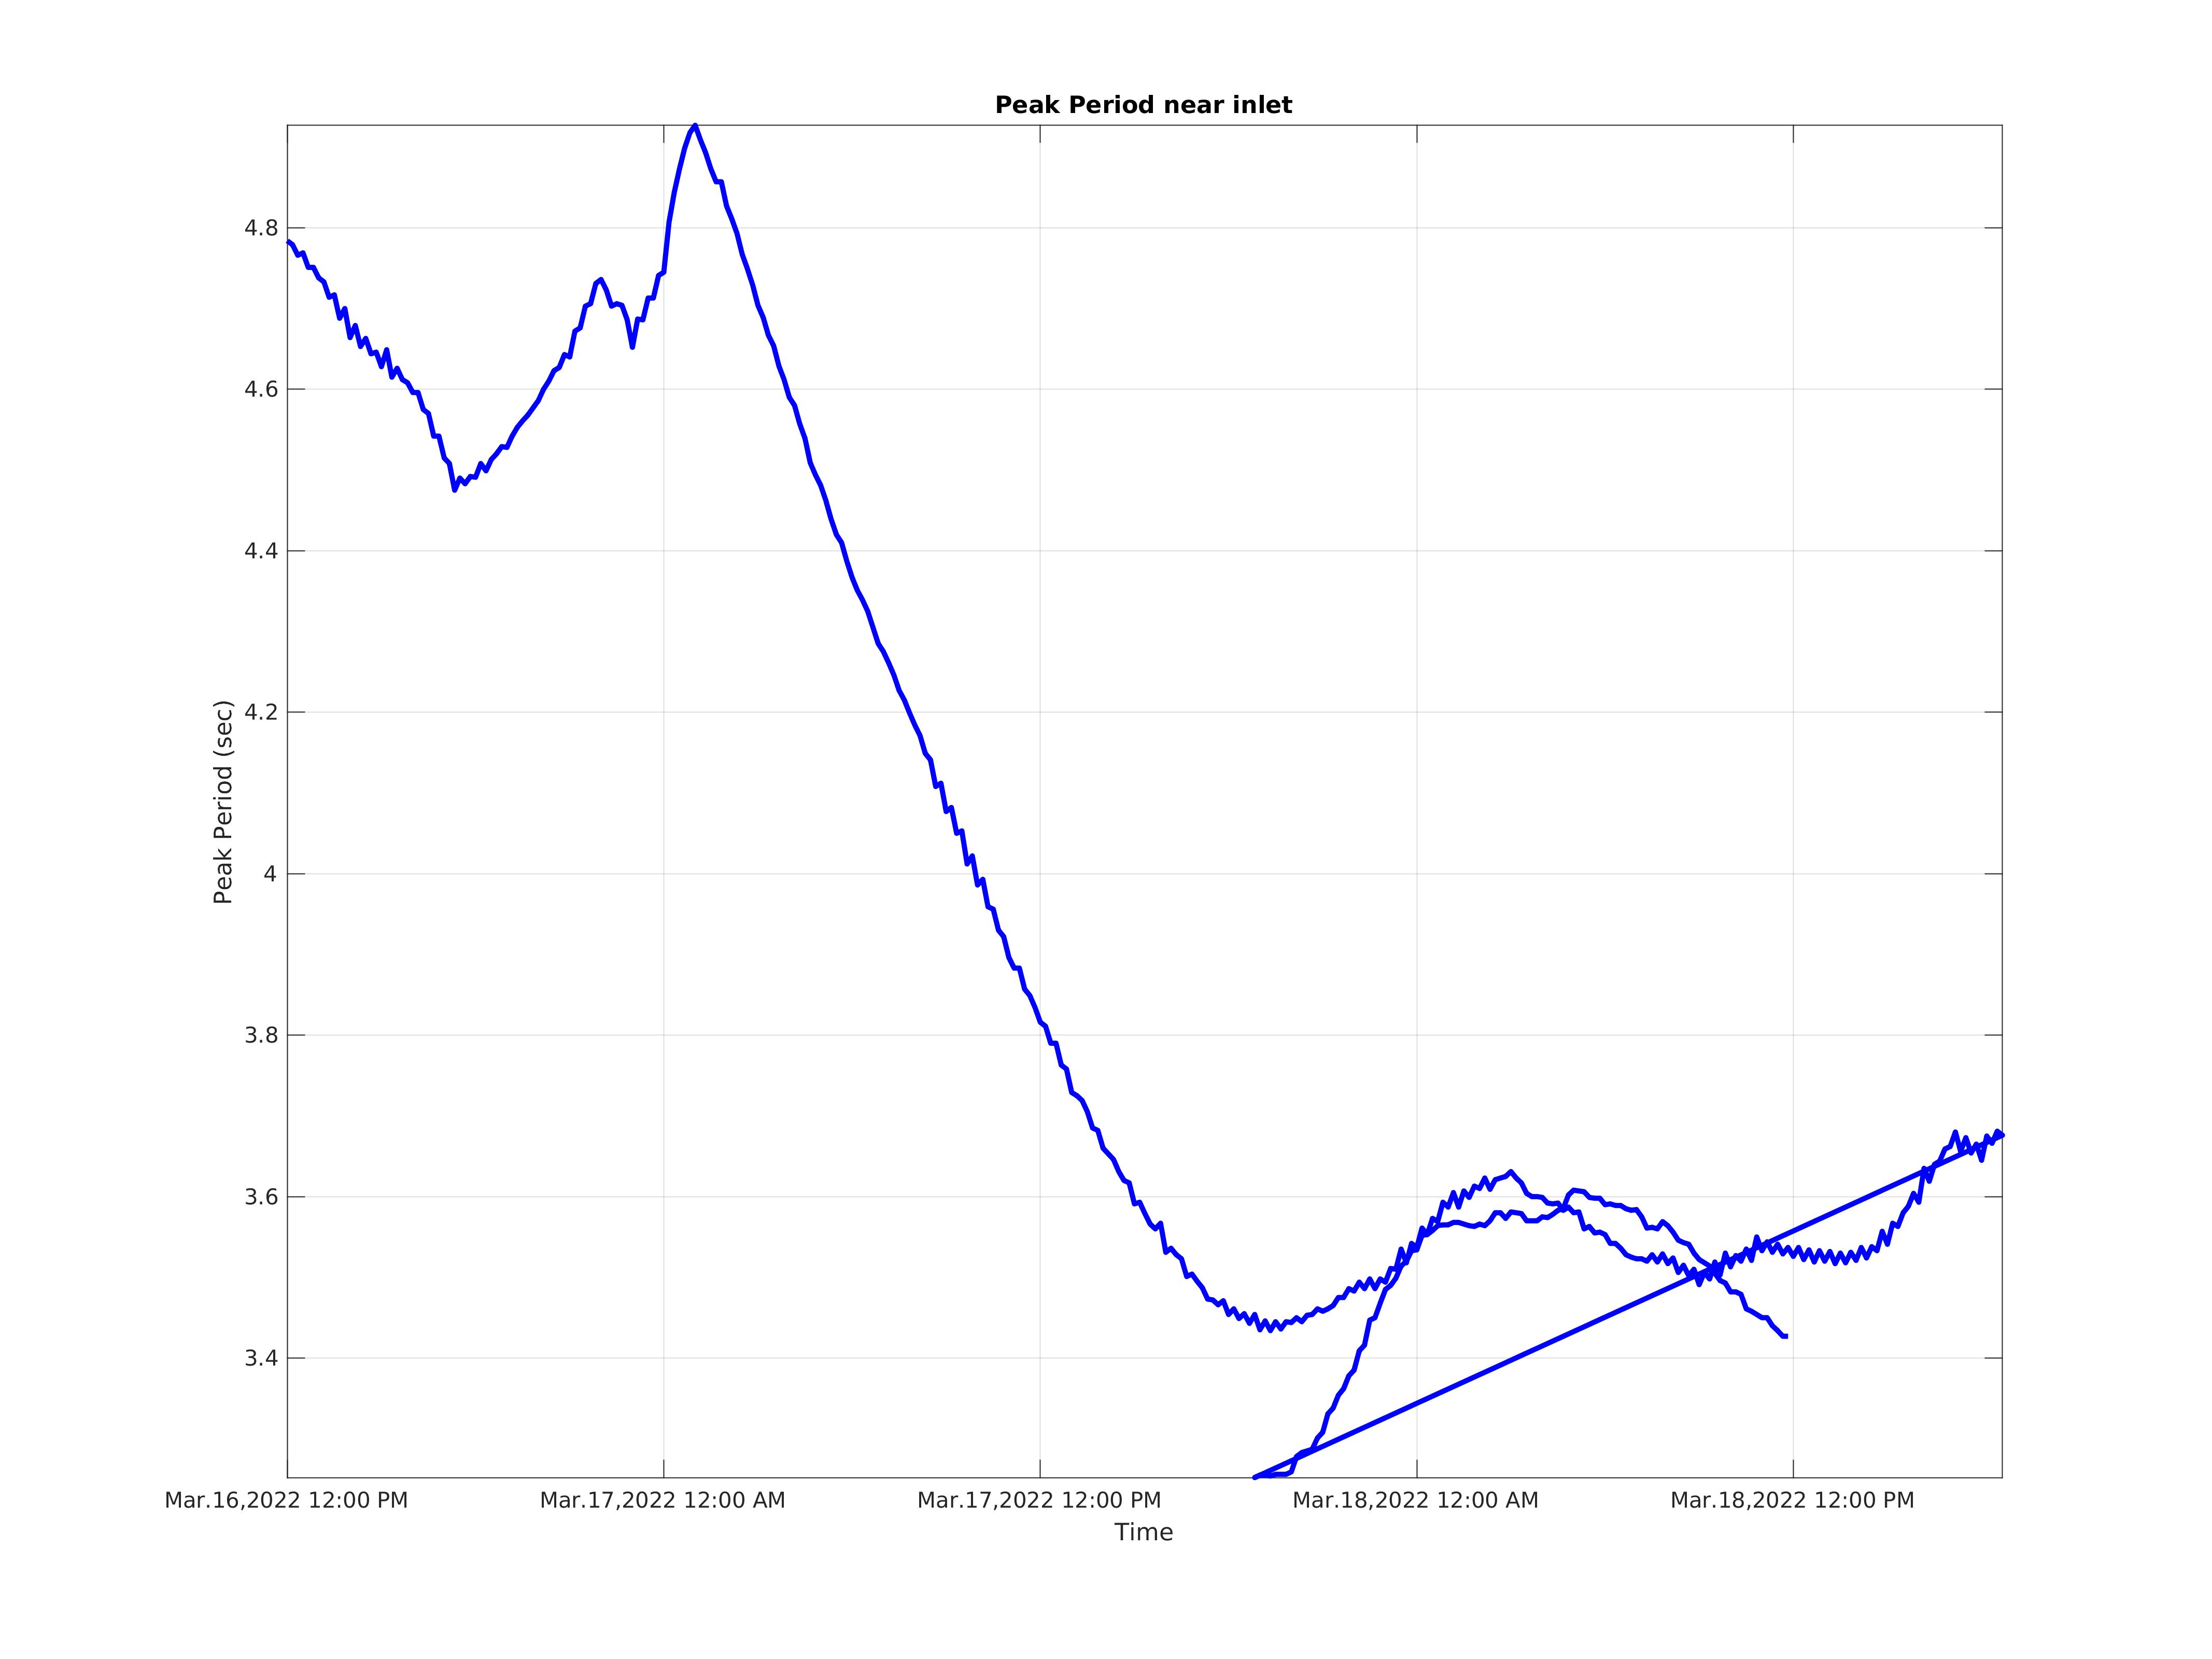 Peak Period near inlet
4.8
4.6
4.4
4.2
4
3.8
3.6
3.4
Peak Period (sec)
Mar.16,2022 12:00 PM
Mar.17,2022 12:00 AM
Mar.17,2022 12:00 PM
Mar.18,2022 12:00 AM
Mar.18,2022 12:00 PM
Time